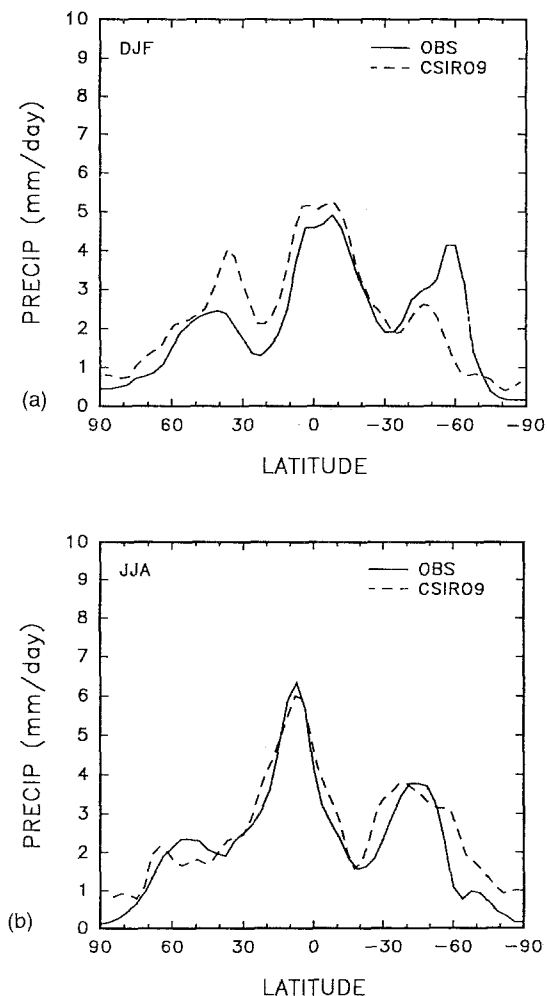 10
9
8
7
6
5
4
3
2
1
0
PRECIP (mm/day)
DJF
OBS
CSIRO9
(a)
90 60 30 0 -30 -60 -90
LATITUDE
10
9
8
7
6
5
4
3
2
1
0
PRECIP (mm/day)
JJA
OBS
CSIRO9
(b)
90 60 30 0 -30 -60 -90
LATITUDE